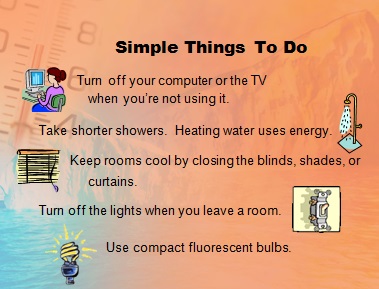 Simple Things To Do
Turn off your computer or the TV
when you're not using it.
Take shorter showers. Heating water uses energy.
Keep rooms cool by closing the blinds, shades, or
curtains.
Turn off the lights when you leave a room.
Use compact fluorescent bulbs.